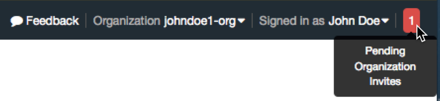 Feedback Organization johndoe1-org Signed in as John Doe 1
Pending
Organization
Invites